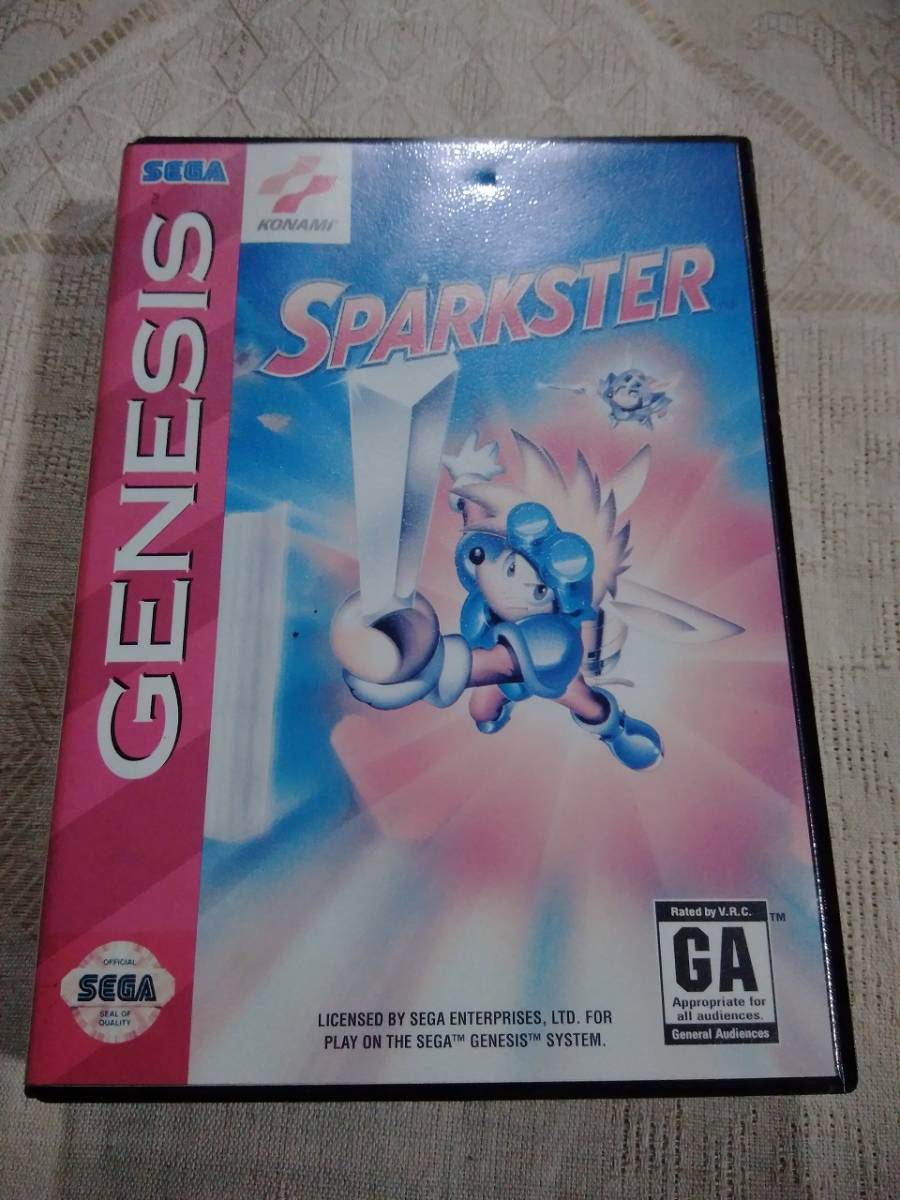 SEGA
GENESIS
KONAMI
SPARKSTER
Rated by V.R.C.
TM
GA
Appropriate for
all audiences.
General Audiences
OFFICIAL
SEGA
SEAL OF
QUALITY
LICENSED BY SEGA ENTERPRISES, LTD. FOR
PLAY ON THE SEGA™ GENESIS™ SYSTEM.